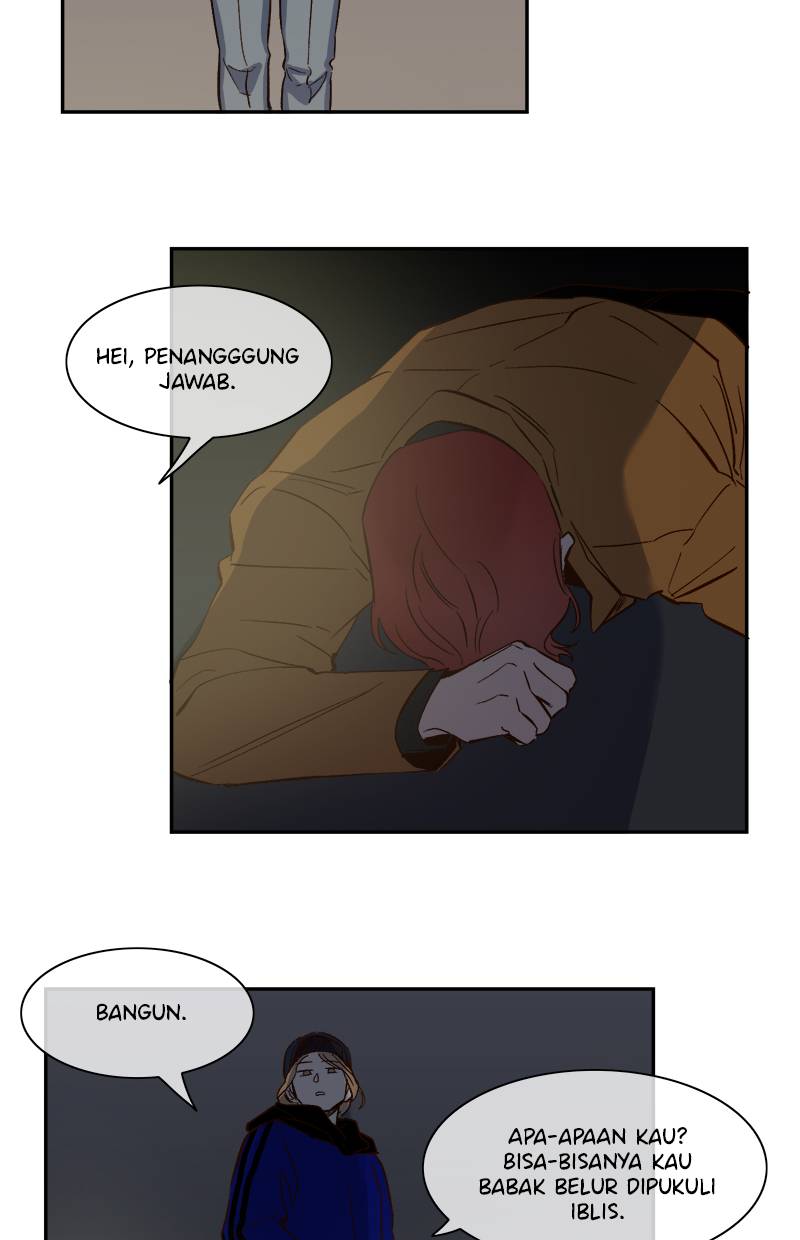 HEI, PENANGGGUNG
JAWAB.
BANGUN.
APA-APAAN KAU?
BISA-BISANYA KAU
BABAK BELUR DIPUKULI
IBLIS.